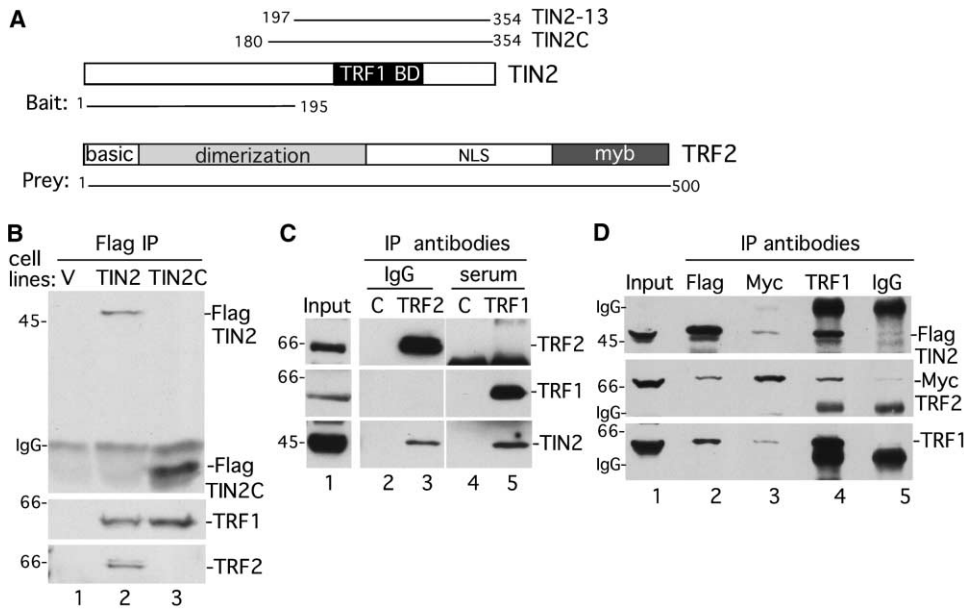 A
197 354 TIN2-13
180 354 TIN2C
TRF1 BD TIN2
Bait: 1 195
basic dimerization NLS myb TRF2
Prey: 1 500
B
Flag IP
cell
lines: V TIN2 TIN2C
45- -Flag
TIN2
IgG-
-Flag
TIN2C
66-
-TRF1
66- -TRF2
1 2 3
C
IP antibodies
IgG serum
Input C TRF2 C TRF1
66- -TRF2
66-
-TRF1
45- -TIN2
1 2 3 4 5
D
IP antibodies
Input Flag Myc TRF1 IgG
IgG-
45- -Flag
TIN2
66- -Myc
IgG- TRF2
66- -TRF1
IgG-
1 2 3 4 5